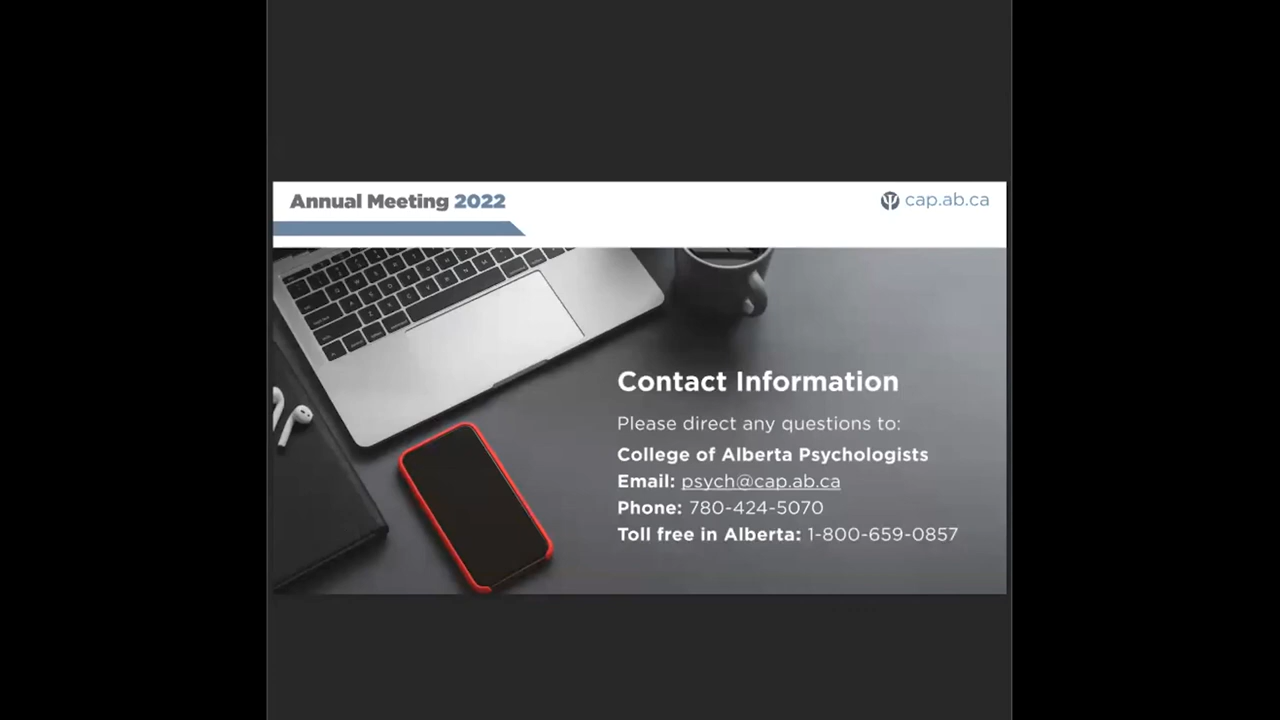 Annual Meeting 2022
cap.ab.ca
Contact Information
Please direct any questions to:
College of Alberta Psychologists
Email: psych@cap.ab.ca
Phone: 780-424-5070
Toll free in Alberta: 1-800-659-0857